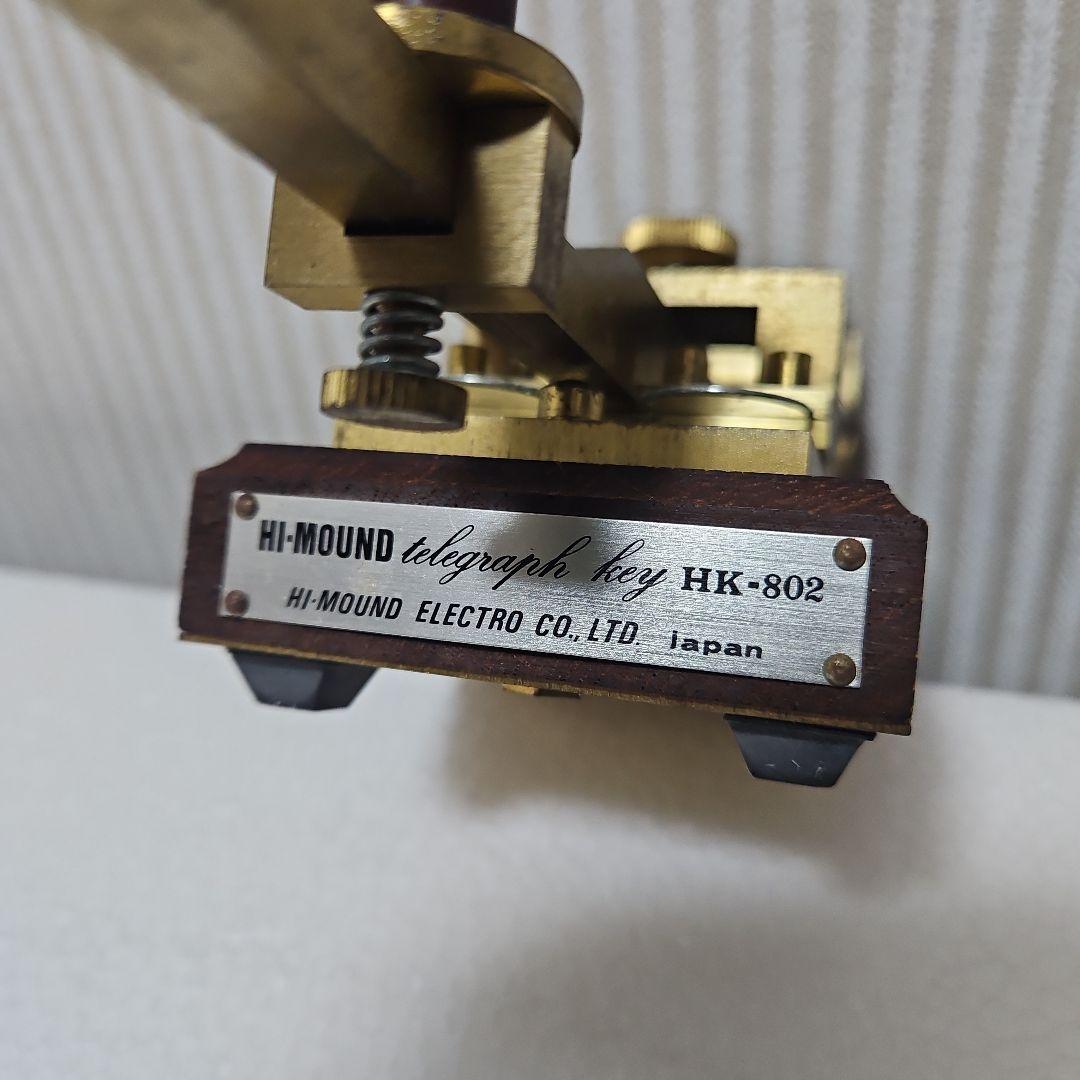 HI-MOUND telegraph key HK-802
HI-MOUND ELECTRO CO., LTD. japan